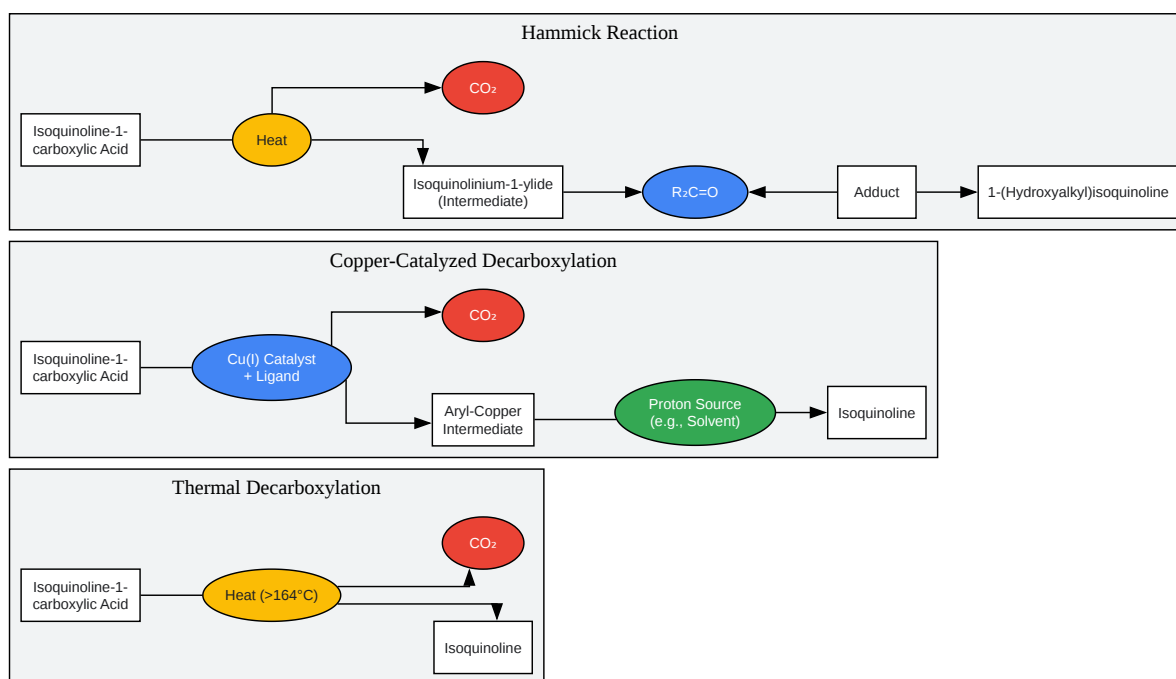 Hammick Reaction
CO₂
Isoquinoline-1-
carboxylic Acid
Heat
Isoquinolinium-1-ylide
(Intermediate)
R₂C=O
Adduct
1-(Hydroxyalkyl)isoquinoline
Copper-Catalyzed Decarboxylation
CO₂
Isoquinoline-1-
carboxylic Acid
Cu(I) Catalyst
+ Ligand
Aryl-Copper
Intermediate
Proton Source
(e.g., Solvent)
Isoquinoline
Thermal Decarboxylation
CO₂
Isoquinoline-1-
carboxylic Acid
Heat (>164°C)
Isoquinoline